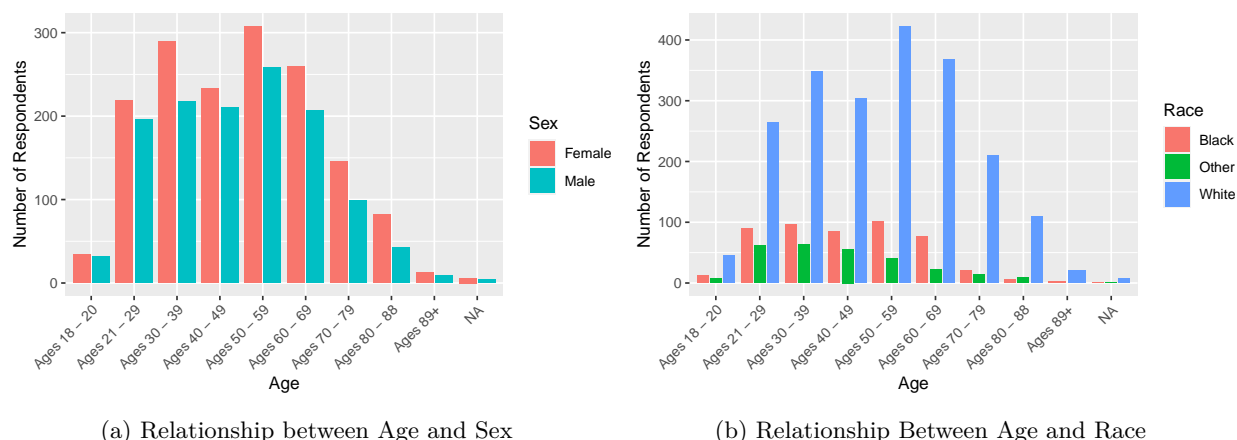 300
200
100
0
Number of Respondents
Ages 18 – 20
Ages 21 – 29
Ages 30 – 39
Ages 40 – 49
Ages 50 – 59
Ages 60 – 69
Ages 70 – 79
Ages 80 – 88
Ages 89+
NA
Age
Sex
Female
Male
(a) Relationship between Age and Sex
400
300
200
100
0
Number of Respondents
Ages 18 – 20
Ages 21 – 29
Ages 30 – 39
Ages 40 – 49
Ages 50 – 59
Ages 60 – 69
Ages 70 – 79
Ages 80 – 88
Ages 89+
NA
Age
Race
Black
Other
White
(b) Relationship Between Age and Race